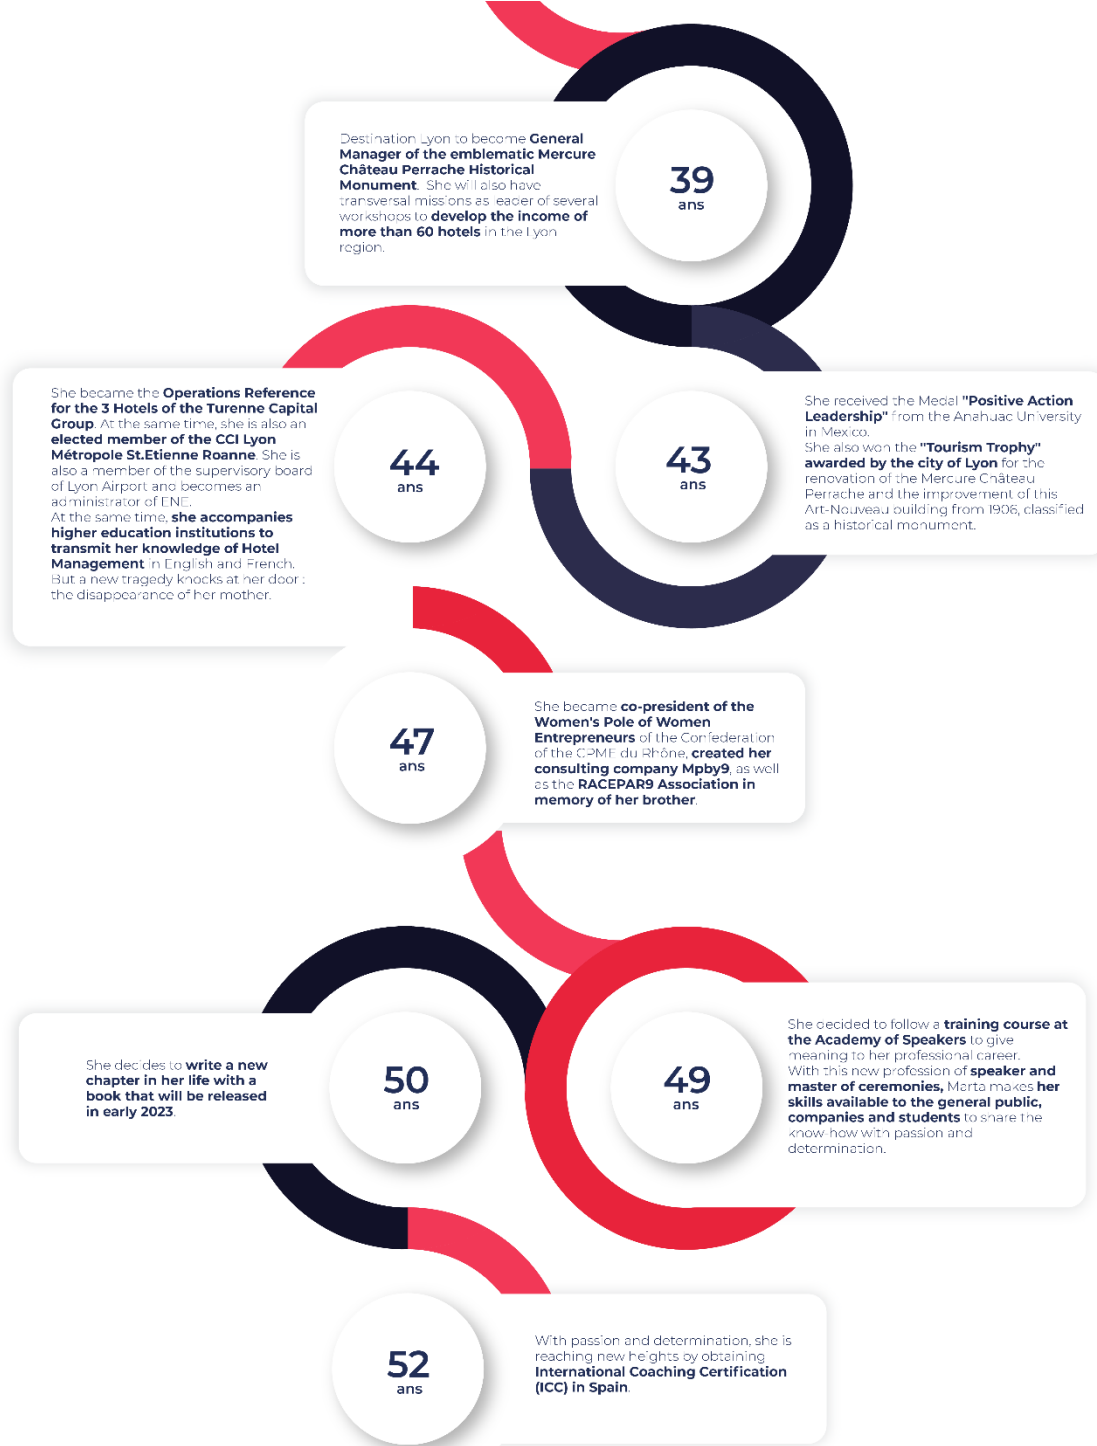 Destination Lyon to become General
Manager of the emblematic Mercure
Château Perrache Historical
Monument. She will also have
transversal missions as leader of several
workshops to develop the income of
more than 60 hotels in the Lyon
region.
39
ans
She became the Operations Reference
for the 3 Hotels of the Turenne Capital
Group. At the same time, she is also an
elected member of the CCI Lyon
Métropole St.Etienne Roanne. She is
also a member of the supervisory board
of Lyon Airport and becomes an
administrator of ENE.
At the same time, she accompanies
higher education institutions to
transmit her knowledge of Hotel
Management in English and French.
But a new tragedy knocks at her door :
the disappearance of her mother.
44
ans
43
ans
She received the Medal "Positive Action
Leadership" from the Anahuac University
in Mexico.
She also won the "Tourism Trophy"
awarded by the city of Lyon for the
renovation of the Mercure Château
Perrache and the improvement of this
Art-Nouveau building from 1906, classified
as a historical monument.
47
ans
She became co-president of the
Women's Pole of Women
Entrepreneurs of the Confederation
of the CPME du Rhône, created her
consulting company Mpby9, as well
as the RACEPAR9 Association in
memory of her brother.
She decides to write a new
chapter in her life with a
book that will be released
in early 2023.
50
ans
49
ans
She decided to follow a training course at
the Academy of Speakers to give
meaning to her professional career.
With this new profession of speaker and
master of ceremonies, Marta makes her
skills available to the general public,
companies and students to share the
know-how with passion and
determination.
52
ans
With passion and determination, she is
reaching new heights by obtaining
International Coaching Certification
(ICC) in Spain.